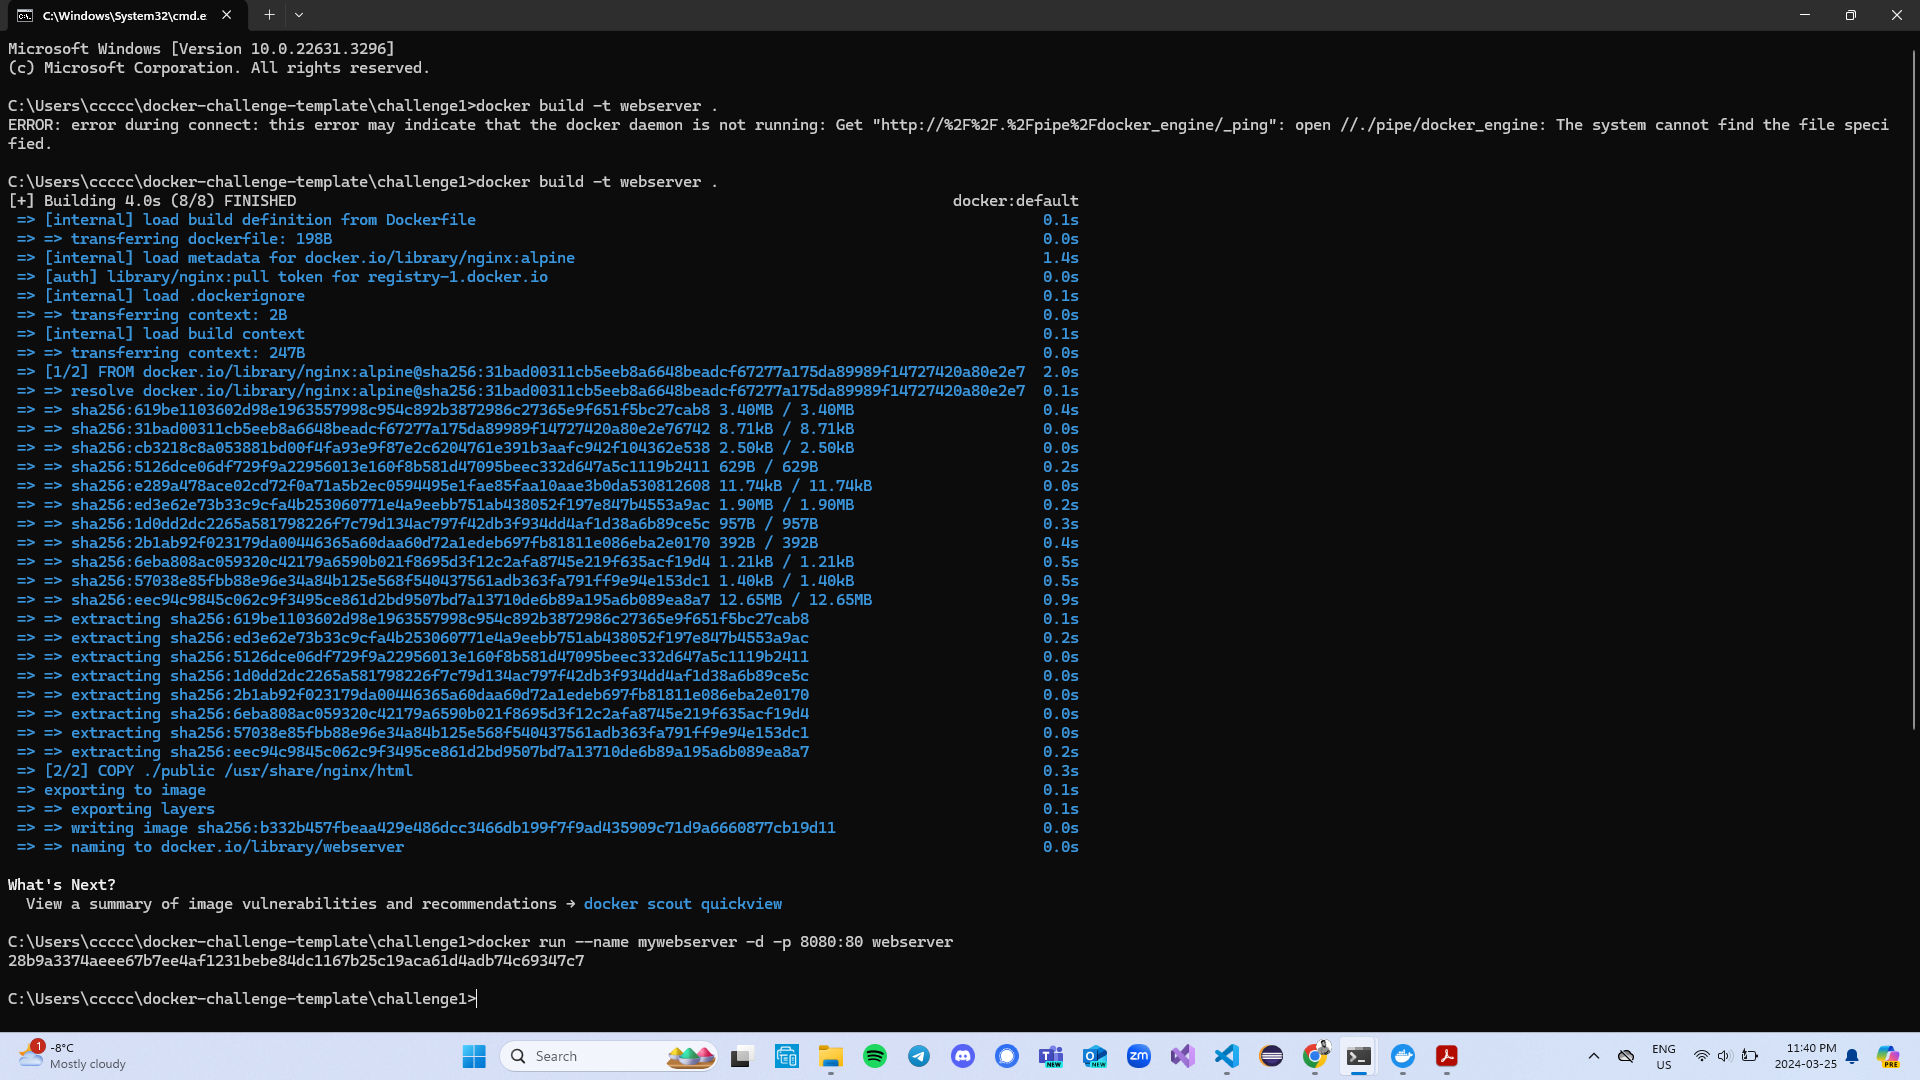 C:\Windows\System32\cmd.e
Microsoft Windows [Version 10.0.22631.3296]
(c) Microsoft Corporation. All rights reserved.
C:\Users\ccccc\docker-challenge-template\challenge1>docker build -t webserver .
ERROR: error during connect: this error may indicate that the docker daemon is not running: Get "http://%2F%2F.%2Fpipe%2Fdocker_engine/_ping": open //./pipe/docker_engine: The system cannot find the file speci
fied.
C:\Users\ccccc\docker-challenge-template\challenge1>docker build -t webserver .
[+] Building 4.0s (8/8) FINISHED docker:default
=> [internal] load build definition from Dockerfile 0.1s
=> => transferring dockerfile: 198B 0.0s
=> [internal] load metadata for docker.io/library/nginx:alpine 1.4s
=> [auth] library/nginx:pull token for registry-1.docker.io 0.0s
=> [internal] load .dockerignore 0.1s
=> => transferring context: 2B 0.0s
=> [internal] load build context 0.1s
=> => transferring context: 247B 0.0s
=> [1/2] FROM docker.io/library/nginx:alpine@sha256:31bad00311cb5eeb8a6648beadcf67277a175da89989f14727420a80e2e7 2.0s
=> => resolve docker.io/library/nginx:alpine@sha256:31bad00311cb5eeb8a6648beadcf67277a175da89989f14727420a80e2e7 0.1s
=> => sha256:619be1103602d98e1963557998c954c892b3872986c27365e9f651f5bc27cab8 3.40MB / 3.40MB 0.4s
=> => sha256:31bad00311cb5eeb8a6648beadcf67277a175da89989f14727420a80e2e76742 8.71kB / 8.71kB 0.0s
=> => sha256:cb3218c8a053881bd00f4fa93e9f87e2c6204761e391b3aafc942f104362e538 2.50kB / 2.50kB 0.0s
=> => sha256:5126dce06df729f9a22956013e160f8b581d47095beec332d647a5c1119b2411 629B / 629B 0.2s
=> => sha256:e289a478ace02cd72f0a71a5b2ec0594495e1fae85faa10aae3b0da530812608 11.74kB / 11.74kB 0.0s
=> => sha256:ed3e62e73b33c9cfa4b253060771e4a9eebb751ab438052f197e847b4553a9ac 1.90MB / 1.90MB 0.2s
=> => sha256:1d0dd2dc2265a581798226f7c79d134ac797f42db3f934dd4af1d38a6b89ce5c 957B / 957B 0.3s
=> => sha256:2b1ab92f023179da00446365a60daa60d72a1edeb697fb81811e086eba2e0170 392B / 392B 0.4s
=> => sha256:6eba808ac059320c42179a6590b021f8695d3f12c2afa8745e219f635acf19d4 1.21kB / 1.21kB 0.5s
=> => sha256:57038e85fbb88e96e34a84b125e568f540437561adb363fa791ff9e94e153dc1 1.40kB / 1.40kB 0.5s
=> => sha256:eec94c9845c062c9f3495ce861d2bd9507bd7a13710de6b89a195a6b089ea8a7 12.65MB / 12.65MB 0.9s
=> => extracting sha256:619be1103602d98e1963557998c954c892b3872986c27365e9f651f5bc27cab8 0.1s
=> => extracting sha256:ed3e62e73b33c9cfa4b253060771e4a9eebb751ab438052f197e847b4553a9ac 0.2s
=> => extracting sha256:5126dce06df729f9a22956013e160f8b581d47095beec332d647a5c1119b2411 0.0s
=> => extracting sha256:1d0dd2dc2265a581798226f7c79d134ac797f42db3f934dd4af1d38a6b89ce5c 0.0s
=> => extracting sha256:2b1ab92f023179da00446365a60daa60d72a1edeb697fb81811e086eba2e0170 0.0s
=> => extracting sha256:6eba808ac059320c42179a6590b021f8695d3f12c2afa8745e219f635acf19d4 0.0s
=> => extracting sha256:57038e85fbb88e96e34a84b125e568f540437561adb363fa791ff9e94e153dc1 0.0s
=> => extracting sha256:eec94c9845c062c9f3495ce861d2bd9507bd7a13710de6b89a195a6b089ea8a7 0.2s
=> [2/2] COPY ./public /usr/share/nginx/html 0.3s
=> exporting to image 0.1s
=> => exporting layers 0.1s
=> => writing image sha256:b332b457fbeaa429e486dcc3466db199f7f9ad435909c71d9a6660877cb19d11 0.0s
=> => naming to docker.io/library/webserver 0.0s
What's Next?
View a summary of image vulnerabilities and recommendations → docker scout quickview
C:\Users\ccccc\docker-challenge-template\challenge1>docker run --name mywebserver -d -p 8080:80 webserver
28b9a3374aeee67b7ee4af1231bebe84dc1167b25c19aca61d4adb74c69347c7
C:\Users\ccccc\docker-challenge-template\challenge1>
1
-8°C
Mostly cloudy
Search
NEW
NEW
zm
ENG
US
11:40 PM
2024-03-25
PRE